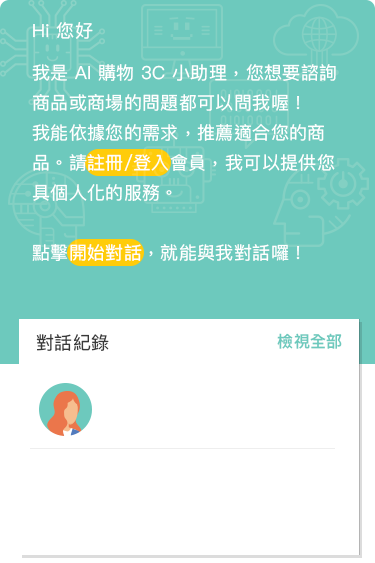 Hi 您好
我是 AI 購物 3C 小助理，您想要諮詢
商品或商場的問題都可以問我喔！
我能依據您的需求，推薦適合您的商
品。請註冊/登入會員，我可以提供您
具個人化的服務。
點擊開始對話，就能與我對話囉！
對話紀錄
檢視全部